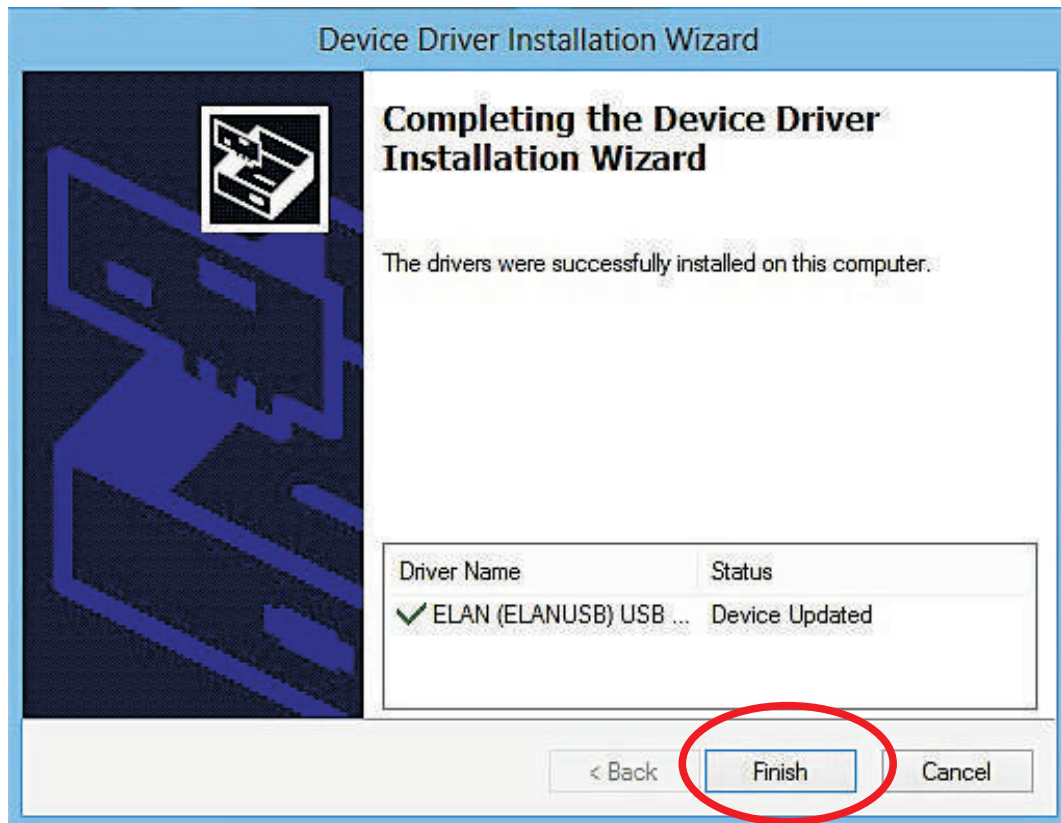 Device Driver Installation Wizard
Completing the Device Driver
Installation Wizard
The drivers were successfully installed on this computer.
Driver Name Status
ELAN (ELANUSB) USB ... Device Updated
< Back Finish Cancel